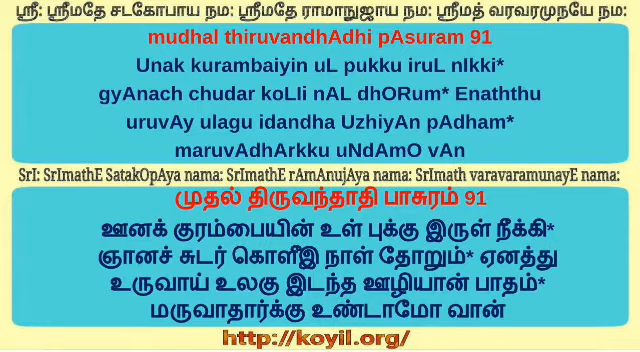 ஸ்ரீ: ஸ்ரீமதே சடகோபாய நம: ஸ்ரீமதே ராமாநுஜாய நம: ஸ்ரீமத் வரவரமுநயே நம:
mudhal thiruvandhAdhi pAsuram 91
Unak kurambaiyin uL pukku iruL nIkki*
gyAnach chudar koLIi nAL dhORum* Enaththu
uruvAy ulagu idandha UzhiyAn pAdham*
maruvAdhArkku uNdAmO vAn
SrI: SrImathE SatakOpAya nama: SrImathE rAmAnujAya nama: SrImath varavaramunayE nama:
முதல் திருவந்தாதி பாசுரம் 91
ஊனக் குரம்பையின் உள் புக்கு இருள் நீக்கி*
ஞானச் சுடர் கொளீஇ நாள் தோறும்* ஏனத்து
உருவாய் உலகு இடந்த ஊழியான் பாதம்*
மருவாதார்க்கு உண்டாமோ வான்
http://koyil.org/